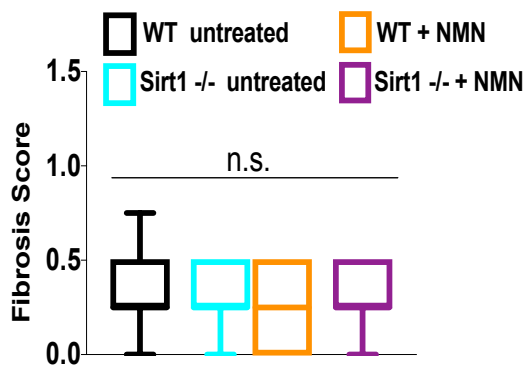 WT untreated
WT + NMN
Sirt1 -/- untreated
Sirt1 -/- + NMN
Fibrosis Score
1.5
1.0
0.5
0.0
n.s.